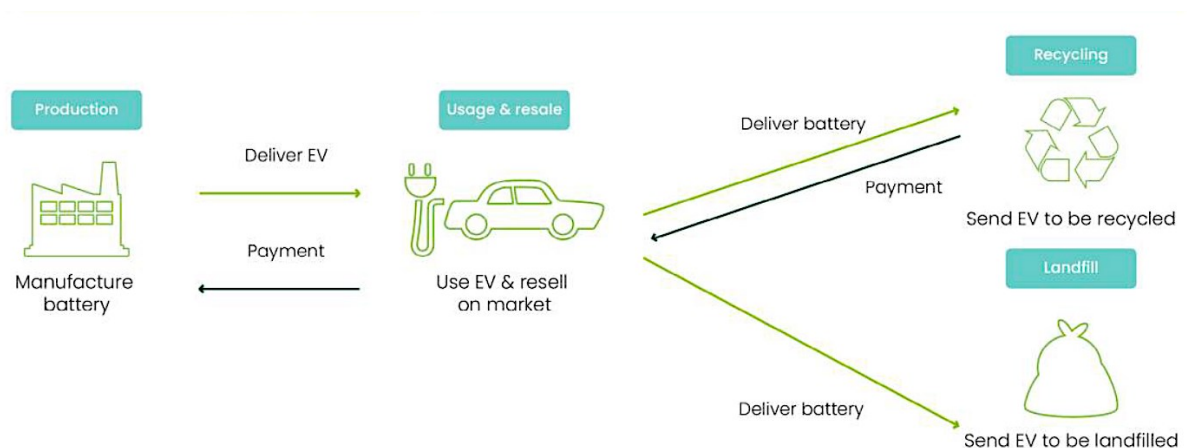 Recycling
Production
Usage & resale
Deliver battery
Deliver EV
Payment
Send EV to be recycled
Payment
Manufacture
battery
Use EV & resell
on market
Landfill
Deliver battery
Send EV to be landfilled